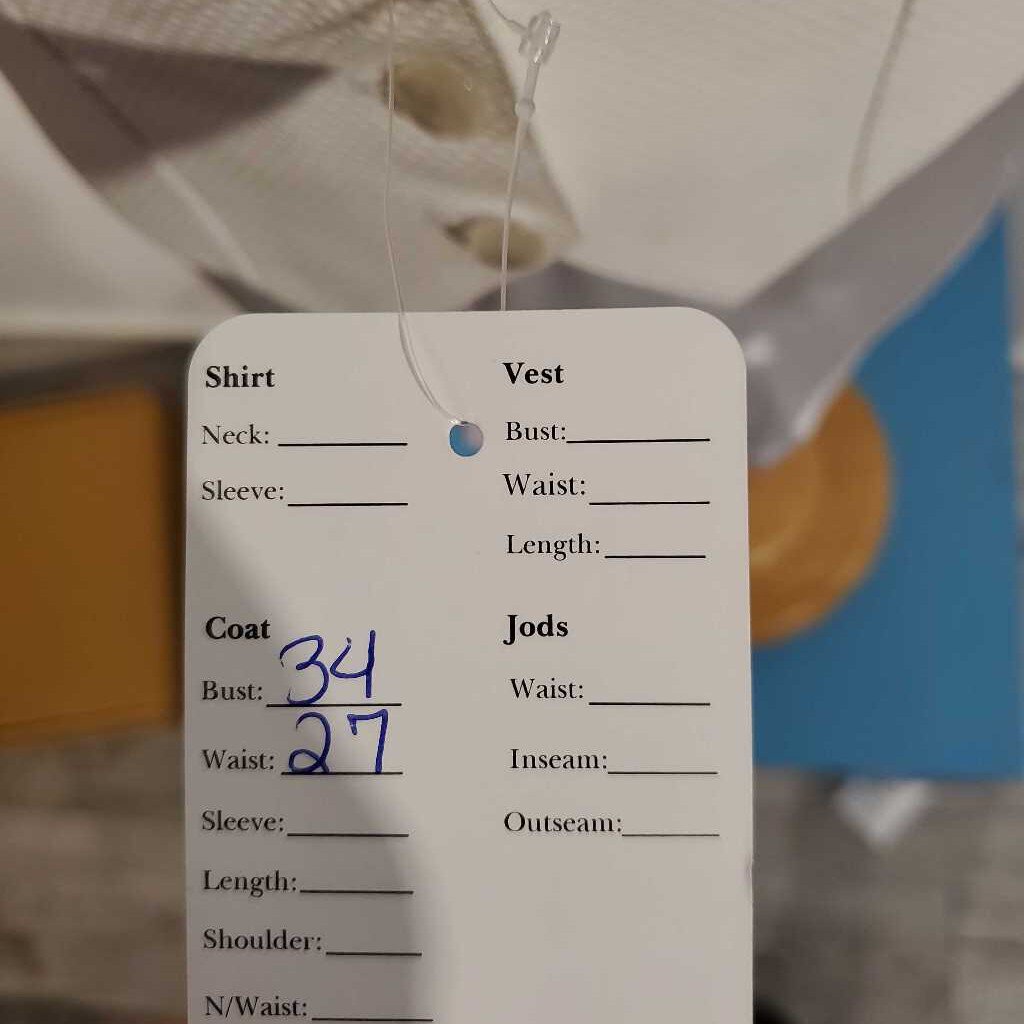 Shirt
Neck:
Sleeve:
Vest
Bust:
Waist:
Length:
Coat
Bust: 34
Waist: 27
Sleeve:
Length:
Shoulder:
N/Waist:
Jods
Waist:
Inseam:
Outseam: